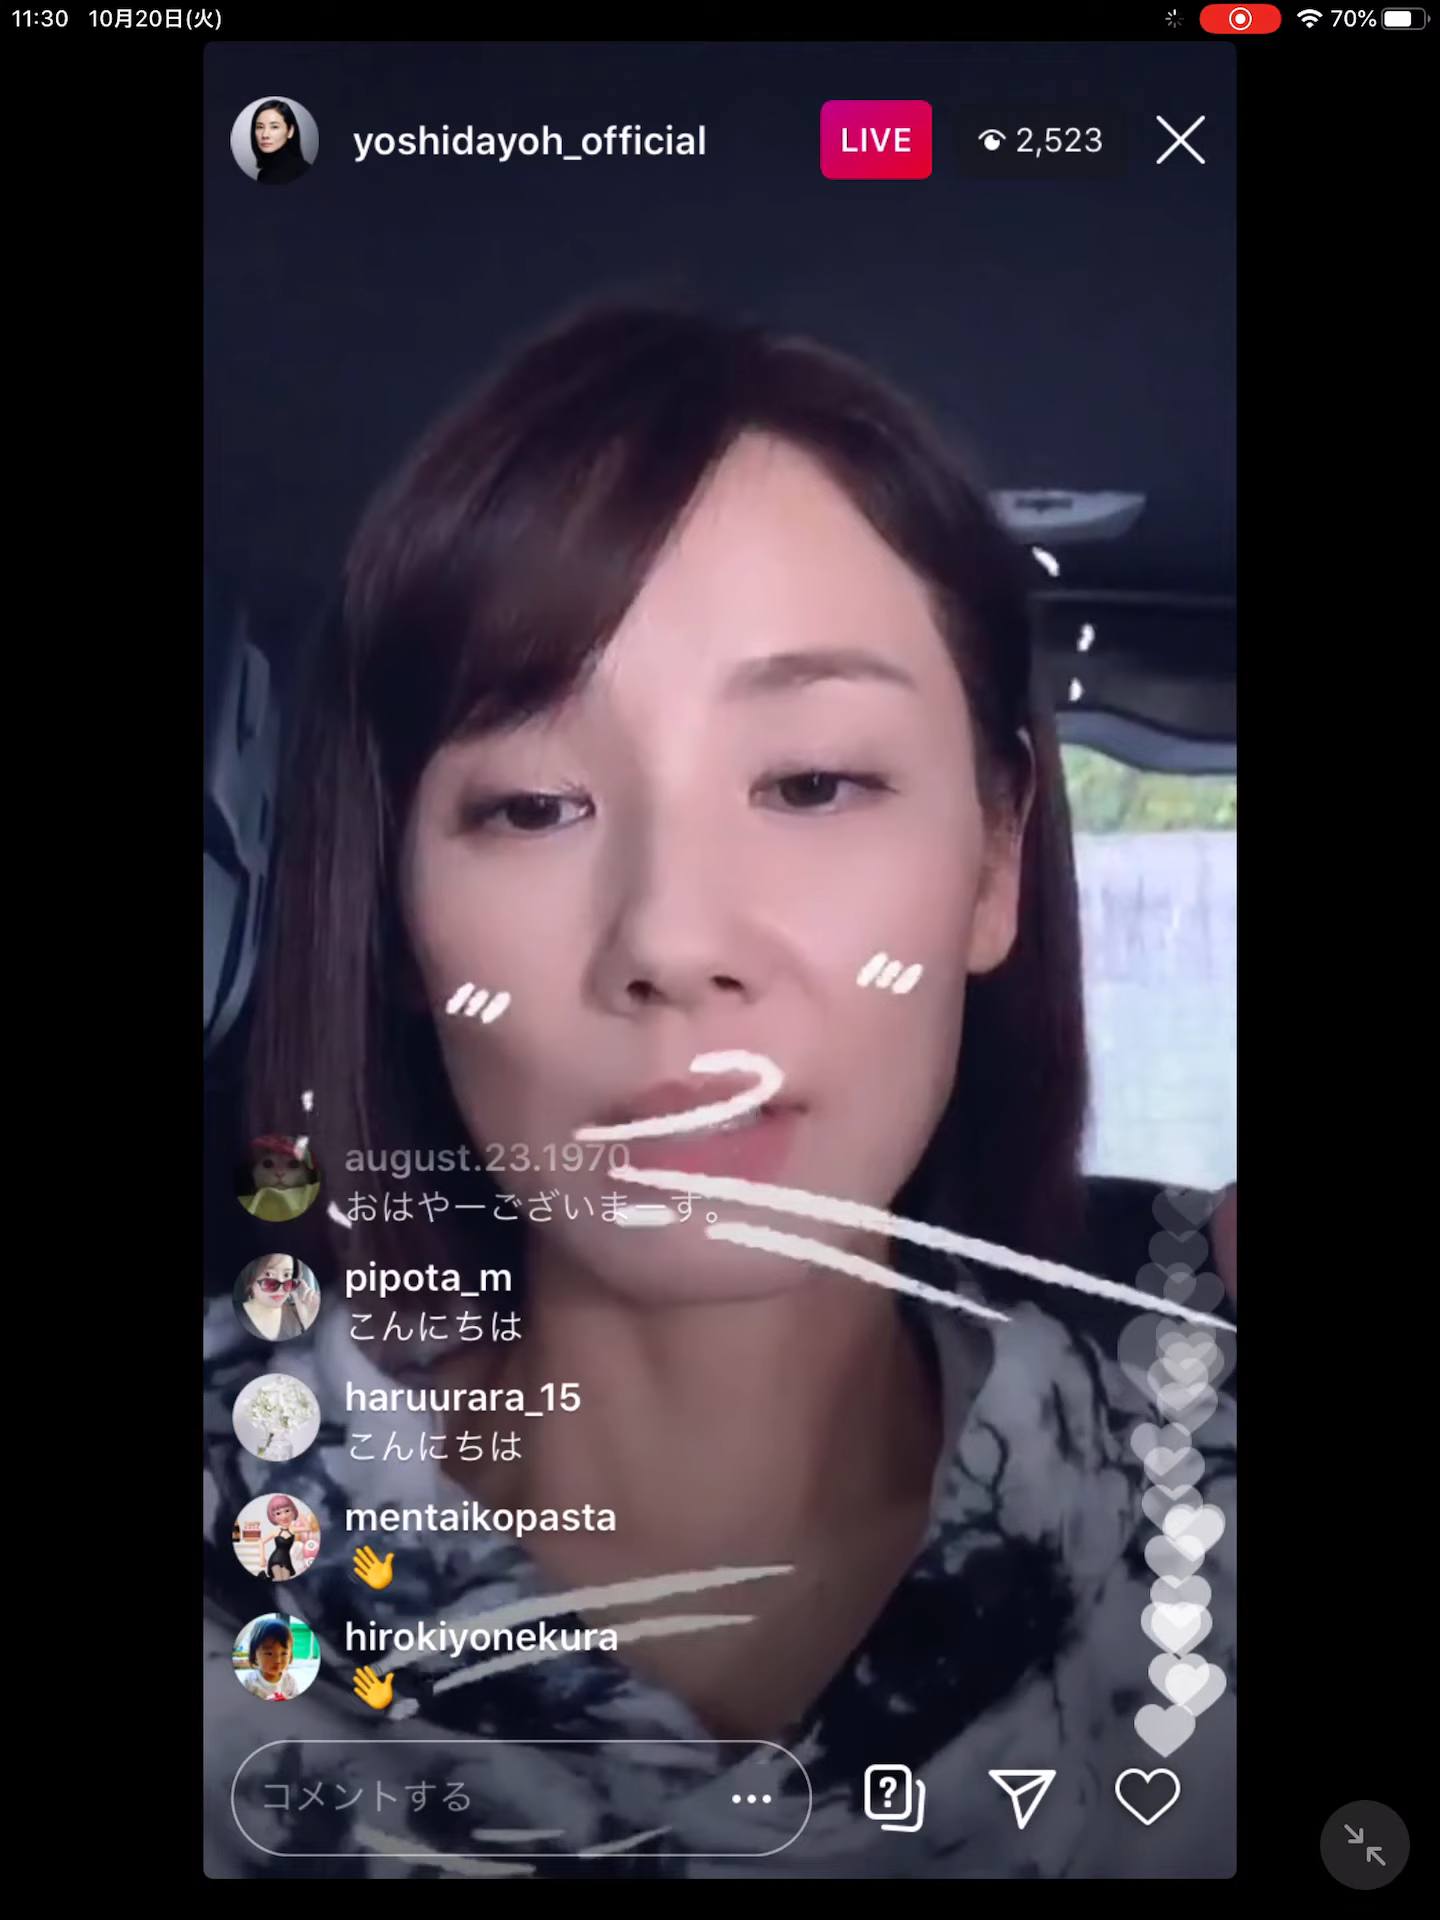 11:30 10月20日(火) 70%
yoshidayoh_official LIVE 2,523
august.23.1970
おはやーございまーす。
pipota_m
こんにちは
haruurara_15
こんにちは
mentaikopasta
👋
hirokiyonekura
👋
コメントする